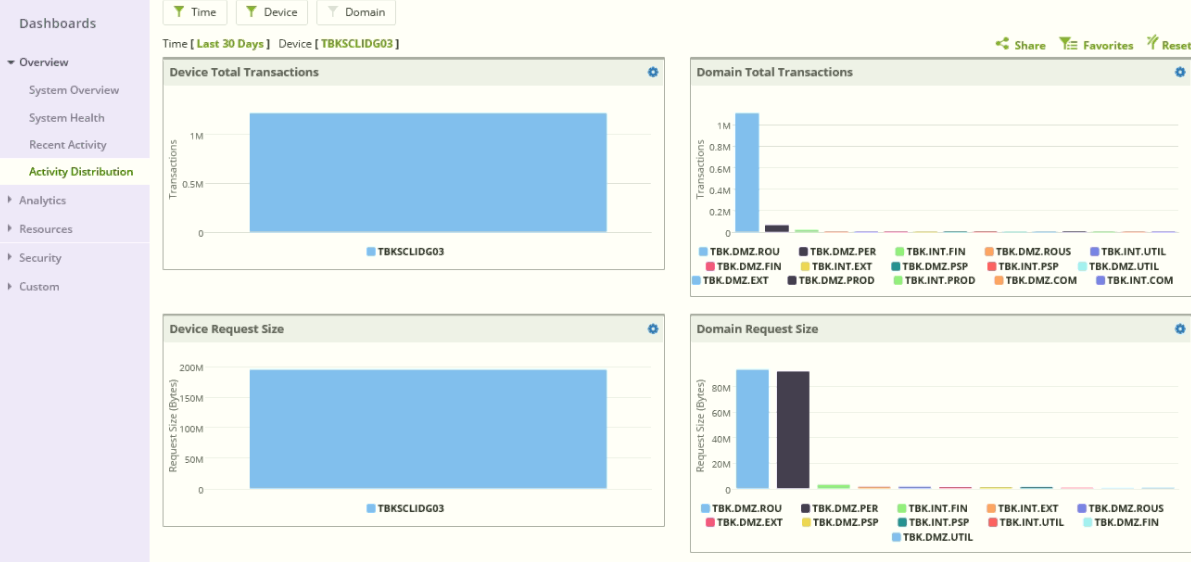 Dashboards
Overview
System Overview
System Health
Recent Activity
Activity Distribution
Analytics
Resources
Security
Custom
Time Device Domain
Time [ Last 30 Days ] Device [ TBKSCLIDG03 ]
Share Favorites Reset
Device Total Transactions
Transactions
1M
0.5M
0
TBKSCLIDG03
Domain Total Transactions
Transactions
1M
0.8M
0.6M
0.4M
0.2M
0
TBK.DMZ.ROU TBK.DMZ.PER TBK.INT.FIN TBK.DMZ.ROUS TBK.INT.UTIL
TBK.DMZ.FIN TBK.INT.EXT TBK.DMZ.PSP TBK.INT.PSP TBK.DMZ.UTIL
TBK.DMZ.EXT TBK.DMZ.PROD TBK.INT.PROD TBK.DMZ.COM TBK.INT.COM
Device Request Size
Request Size (Bytes)
200M
150M
100M
50M
0
TBKSCLIDG03
Domain Request Size
Request Size (Bytes)
80M
60M
40M
20M
0
TBK.DMZ.ROU TBK.DMZ.PER TBK.INT.FIN TBK.INT.EXT TBK.DMZ.ROUS
TBK.DMZ.EXT TBK.DMZ.PSP TBK.INT.PSP TBK.INT.UTIL TBK.DMZ.FIN
TBK.DMZ.UTIL